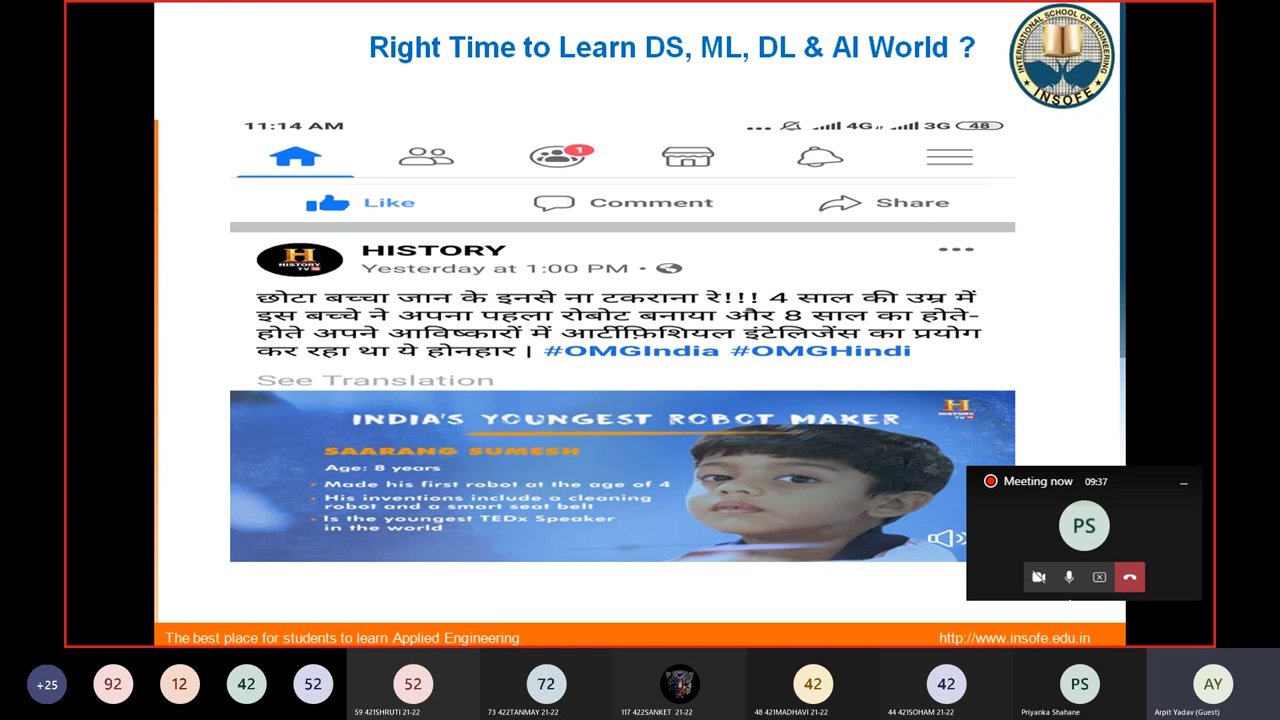 Right Time to Learn DS, ML, DL & AI World ?
INTERNATIONAL SCHOOL OF ENGINEERING
INSOFE
11:14 AM
4G 3G 48
1
Like
Comment
Share
H
HISTORY
TV18
HISTORY
Yesterday at 1:00 PM ·
छोटा बच्चा जान के इनसे ना टकराना रे!!! 4 साल की उम्र में
इस बच्चे ने अपना पहला रोबोट बनाया और 8 साल का होते-
होते अपने आविष्कारों में आर्टीफ़िशियल इंटेलिजेंस का प्रयोग
कर रहा था ये होनहार | #OMGIndia #OMGHindi
See Translation
INDIA'S YOUNGEST ROBOT MAKER
H
HISTORY
TV18
SAARANG SUMESH
Age: 8 years
Made his first robot at the age of 4
His inventions include a cleaning
robot and a smart seat belt
Is the youngest TEDx Speaker
in the world
Meeting now 09:37
PS
The best place for students to learn Applied Engineering
http://www.insofe.edu.in
+25
92
12
42
52
52
72
42
42
PS
AY
59 421SHRUTI 21-22
73 422TANMAY 21-22
117 422SANKET 21-22
48 421MADHAVI 21-22
44 421SOHAM 21-22
Priyanka Shahane
Arpit Yadav (Guest)